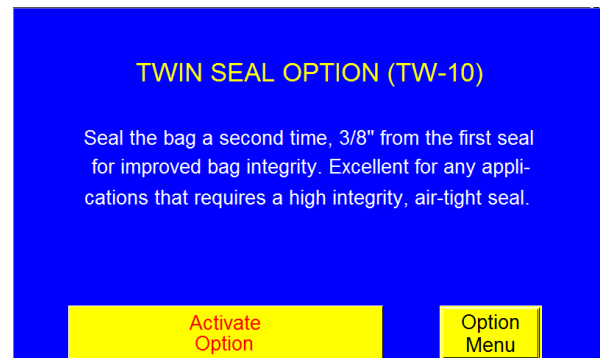 TWIN SEAL OPTION (TW-10)
Seal the bag a second time, 3/8" from the first seal
for improved bag integrity. Excellent for any appli-
cations that requires a high integrity, air-tight seal.
Activate
Option
Option
Menu